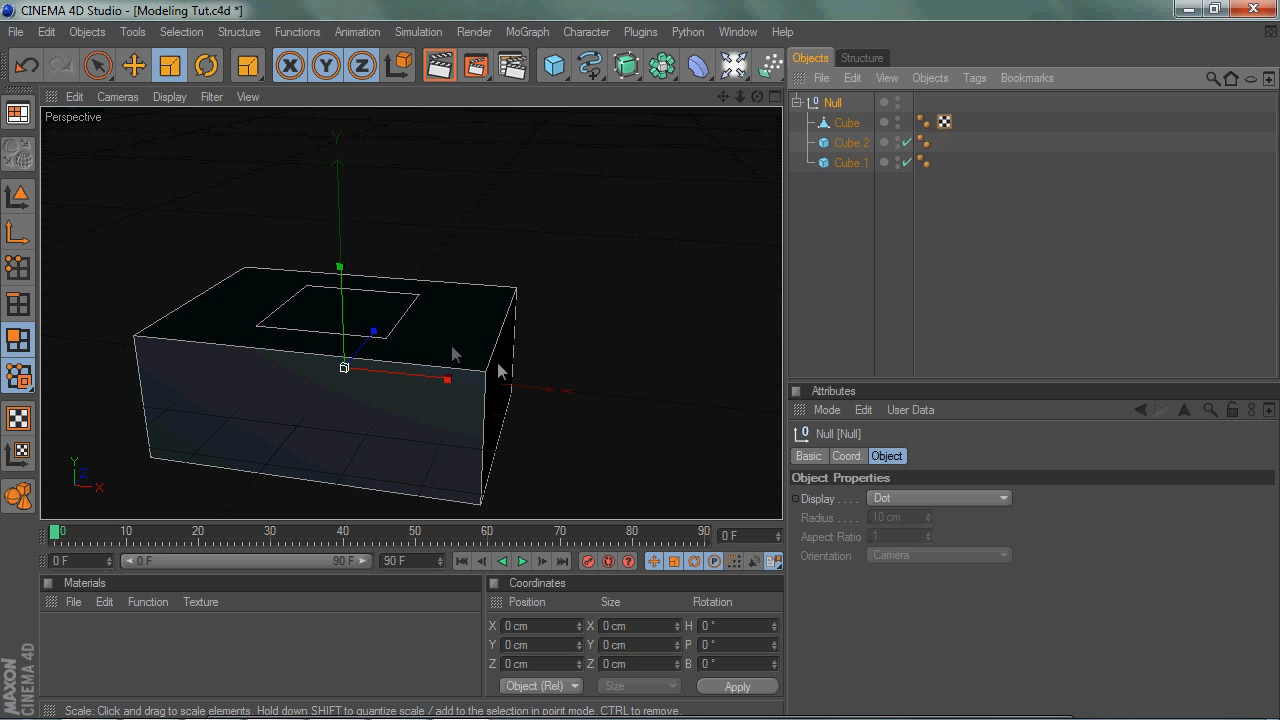 CINEMA 4D Studio - [Modeling Tut.c4d *]
File Edit Objects Tools Selection Structure Functions Animation Simulation Render MoGraph Character Plugins Python Window Help
Objects Structure
File Edit View Objects Tags Bookmarks
Edit Cameras Display Filter View
Perspective
Null
Cube
Cube.2
Cube.1
Y
Attributes
Mode Edit User Data
Null [Null]
Basic Coord. Object
Object Properties
Display . . . . Dot
Radius . . . . 10 cm
Aspect Ratio 1
Orientation Camera
Y
Z
X
0 10 20 30 40 50 60 70 80 90 0 F
0 F 0 F 90 F 90 F
Materials
File Edit Function Texture
Coordinates
Position Size Rotation
X 0 cm X 0 cm H 0 °
Y 0 cm Y 0 cm P 0 °
Z 0 cm Z 0 cm B 0 °
Object (Rel) Size Apply
MAXON
CINEMA 4D
Scale: Click and drag to scale elements. Hold down SHIFT to quantize scale / add to the selection in point mode, CTRL to remove.